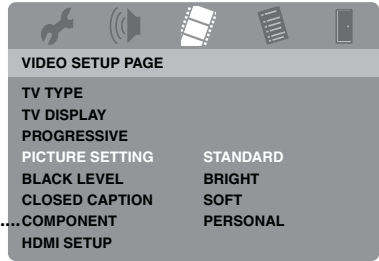 VIDEO SETUP PAGE
TV TYPE
TV DISPLAY
PROGRESSIVE
PICTURE SETTING STANDARD
BLACK LEVEL BRIGHT
CLOSED CAPTION SOFT
....COMPONENT PERSONAL
HDMI SETUP